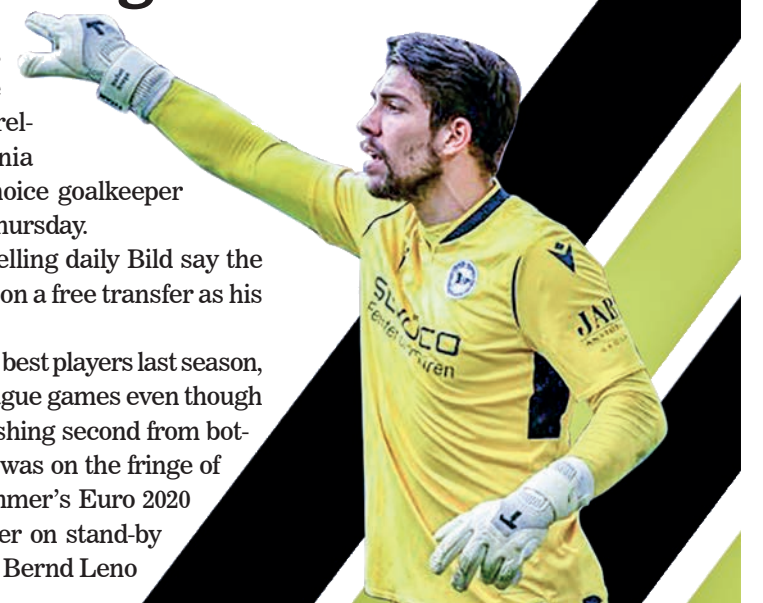 rel-
nia
oice goalkeeper
hursday.
elling daily Bild say the
on a free transfer as his
best players last season,
gue games even though
shing second from bot-
was on the fringe of
mmer's Euro 2020
er on stand-by
Bernd Leno
JAB